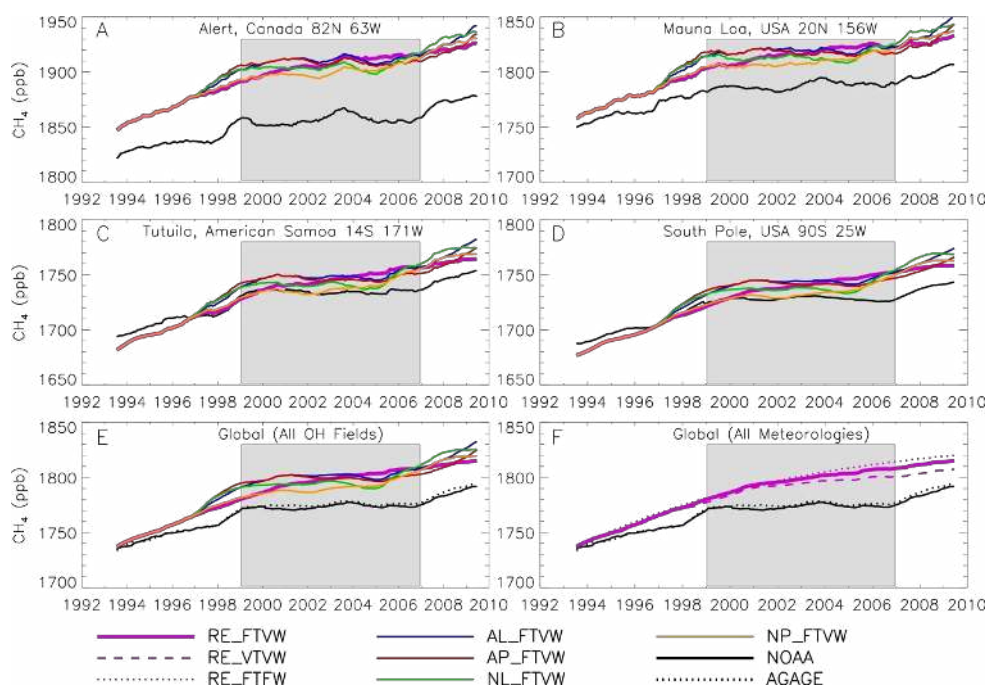 A Alert, Canada 82N 63W
CH4 (ppb)
1950
1900
1850
1800
1992 1994 1996 1998 2000 2002 2004 2006 2008 2010
B Mauna Loa, USA 20N 156W
1850
1800
1750
1700
1992 1994 1996 1998 2000 2002 2004 2006 2008 2010
C Tutuila, American Samoa 14S 171W
CH4 (ppb)
1800
1750
1700
1650
1992 1994 1996 1998 2000 2002 2004 2006 2008 2010
D South Pole, USA 90S 25W
1800
1750
1700
1650
1992 1994 1996 1998 2000 2002 2004 2006 2008 2010
E Global (All OH Fields)
CH4 (ppb)
1850
1800
1750
1700
1992 1994 1996 1998 2000 2002 2004 2006 2008 2010
F Global (All Meteorologies)
1850
1800
1750
1700
1992 1994 1996 1998 2000 2002 2004 2006 2008 2010
RE_FTVW AL_FTVW NP_FTVW
RE_VTVW AP_FTVW NOAA
RE_FTFW NL_FTVW AGAGE